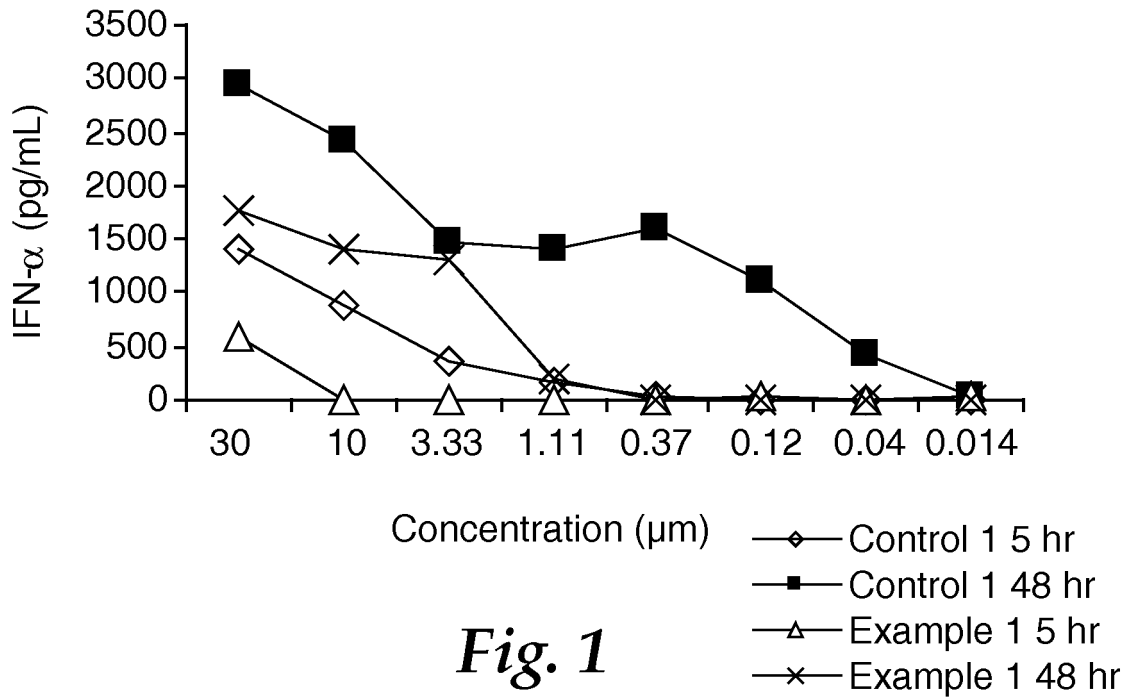 3500
3000
2500
2000
1500
1000
500
0
IFN-α (pg/mL)
30 10 3.33 1.11 0.37 0.12 0.04 0.014
Concentration (µm)
Control 1 5 hr
Control 1 48 hr
Example 1 5 hr
Example 1 48 hr
Fig. 1